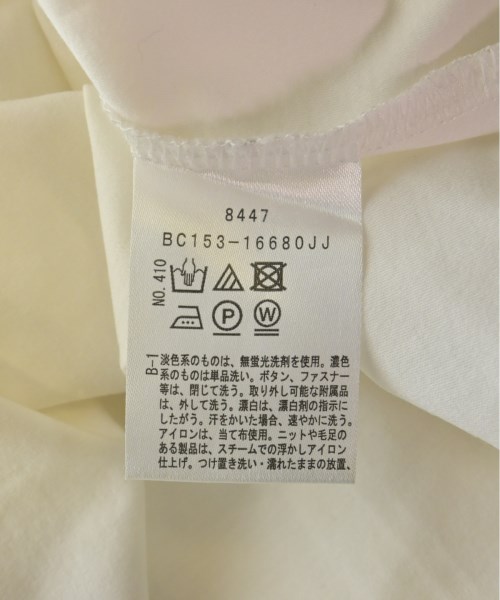 8447
BC153-16680JJ
NO.410
P
W
B-1
淡色系のものは、無蛍光洗剤を使用。濃色
系のものは単品洗い。ボタン、ファスナー
等は、閉じて洗う。取り外し可能な附属品
は、外して洗う。漂白は、漂白剤の指示に
したがう。汗をかいた場合、速やかに洗う。
アイロンは、当て布使用。ニットや毛足の
ある製品は、スチームでの浮かしアイロン
仕上げ。つけ置き洗い・濡れたままの放置、